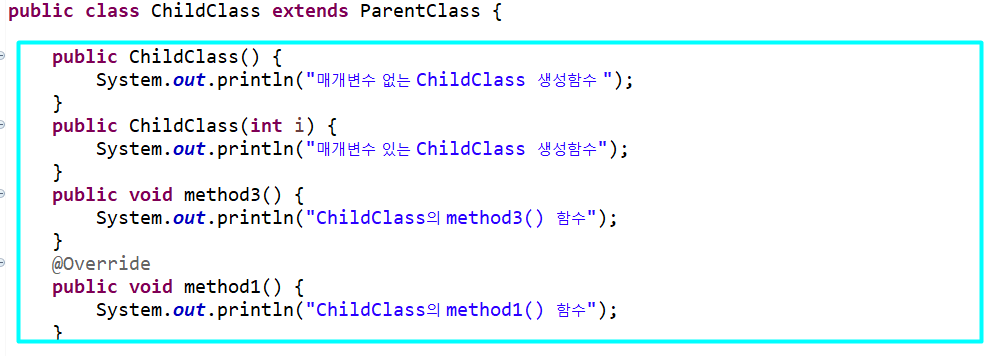 public class ChildClass extends ParentClass {
public ChildClass() {
System.out.println("매개변수 없는 ChildClass 생성함수 ");
}
public ChildClass(int i) {
System.out.println("매개변수 있는 ChildClass 생성함수");
}
public void method3() {
System.out.println("ChildClass의 method3() 함수");
}
@Override
public void method1() {
System.out.println("ChildClass의 method1() 함수");
}